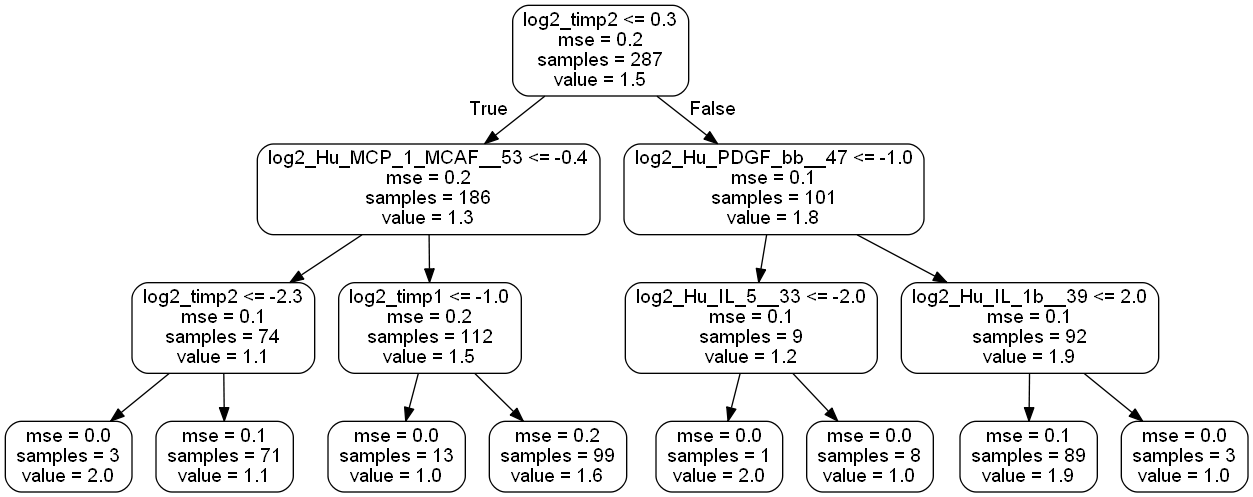 log2_timp2 <= 0.3
mse = 0.2
samples = 287
value = 1.5
True
False
log2_Hu_MCP_1_MCAF__53 <= -0.4
mse = 0.2
samples = 186
value = 1.3
log2_Hu_PDGF_bb__47 <= -1.0
mse = 0.1
samples = 101
value = 1.8
log2_timp2 <= -2.3
mse = 0.1
samples = 74
value = 1.1
log2_timp1 <= -1.0
mse = 0.2
samples = 112
value = 1.5
log2_Hu_IL_5__33 <= -2.0
mse = 0.1
samples = 9
value = 1.2
log2_Hu_IL_1b__39 <= 2.0
mse = 0.1
samples = 92
value = 1.9
mse = 0.0
samples = 3
value = 2.0
mse = 0.1
samples = 71
value = 1.1
mse = 0.0
samples = 13
value = 1.0
mse = 0.2
samples = 99
value = 1.6
mse = 0.0
samples = 1
value = 2.0
mse = 0.0
samples = 8
value = 1.0
mse = 0.1
samples = 89
value = 1.9
mse = 0.0
samples = 3
value = 1.0